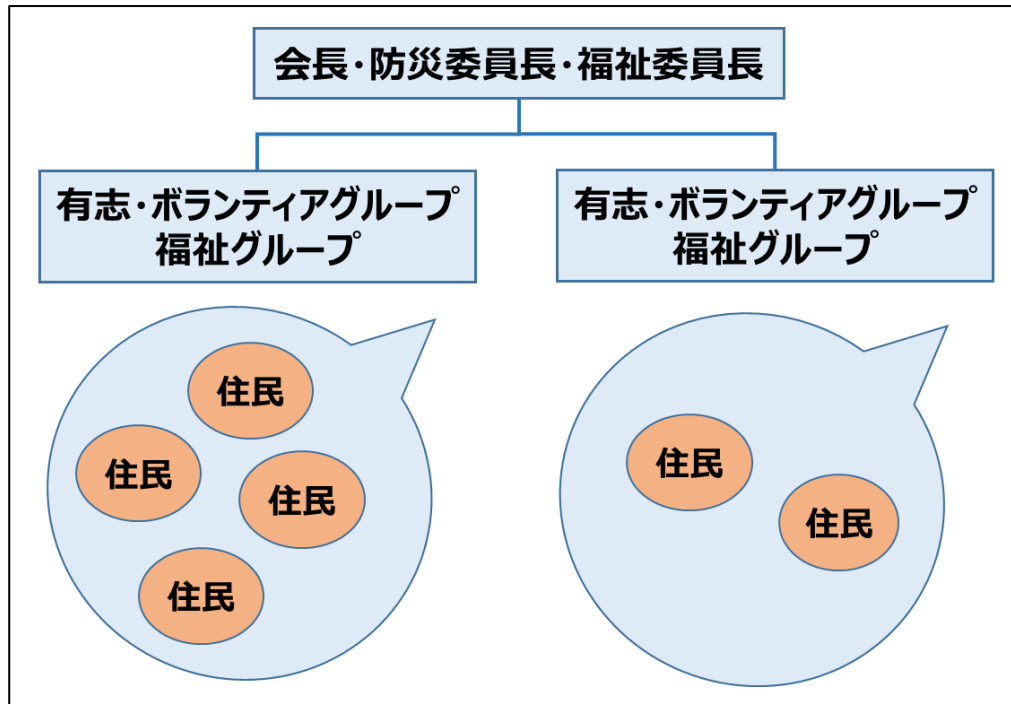 会長・防災委員長・福祉委員長
有志・ボランティアグループ
福祉グループ
有志・ボランティアグループ
福祉グループ
住民
住民
住民
住民
住民
住民